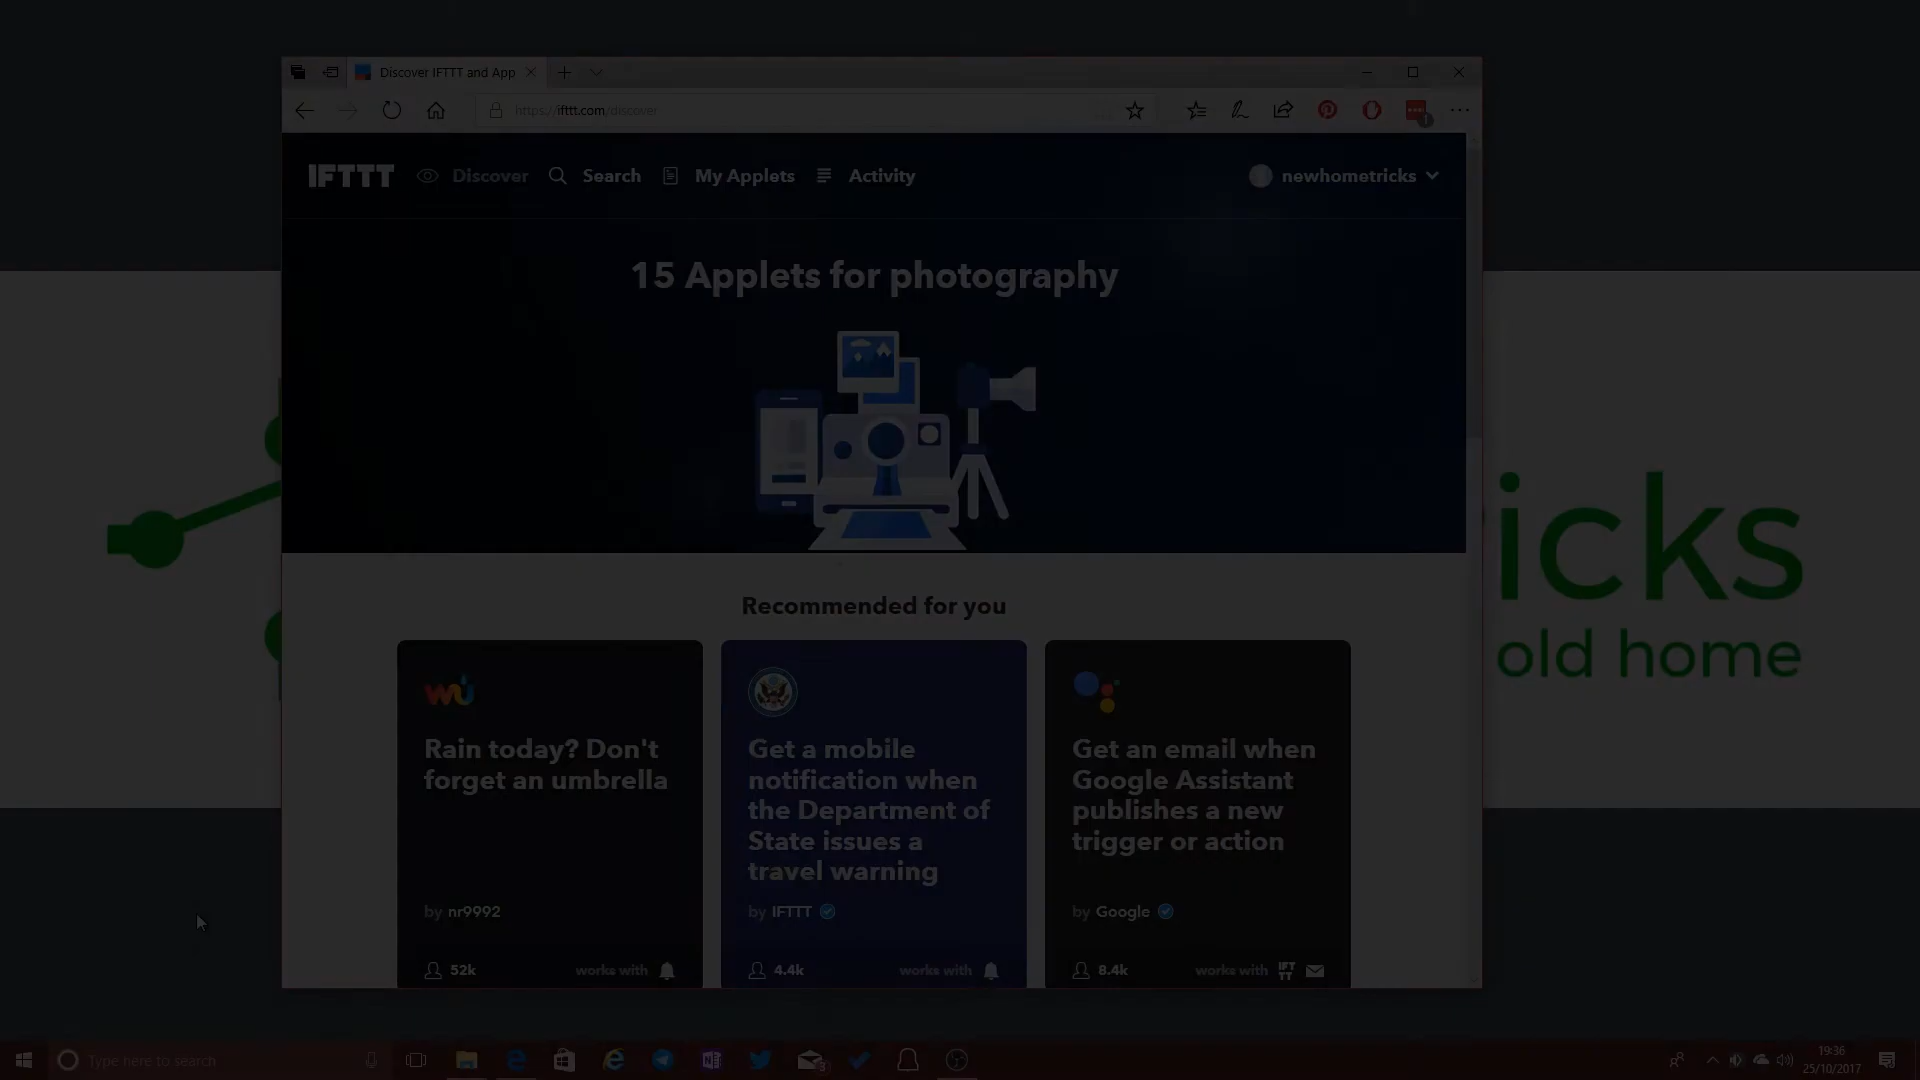 Discover IFTTT and App
https://ifttt.com/discover
IFTTT Discover Search My Applets Activity newhometricks
15 Applets for photography
icks
old home
Recommended for you
Rain today? Don't
forget an umbrella
by nr9992
52k works with
Get a mobile
notification when
the Department of
State issues a
travel warning
by IFTTT
4.4k works with
Get an email when
Google Assistant
publishes a new
trigger or action
by Google
8.4k works with IFTTT
Type here to search
19:36
25/10/2017